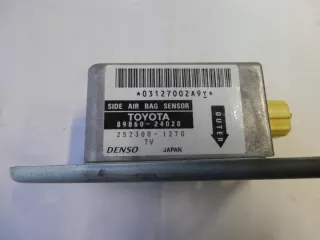 *03127002A9Y*
SIDE AIR BAG SENSOR
TOYOTA
89860-24020
252300-1270
7V
OUTER
DENSO JAPAN